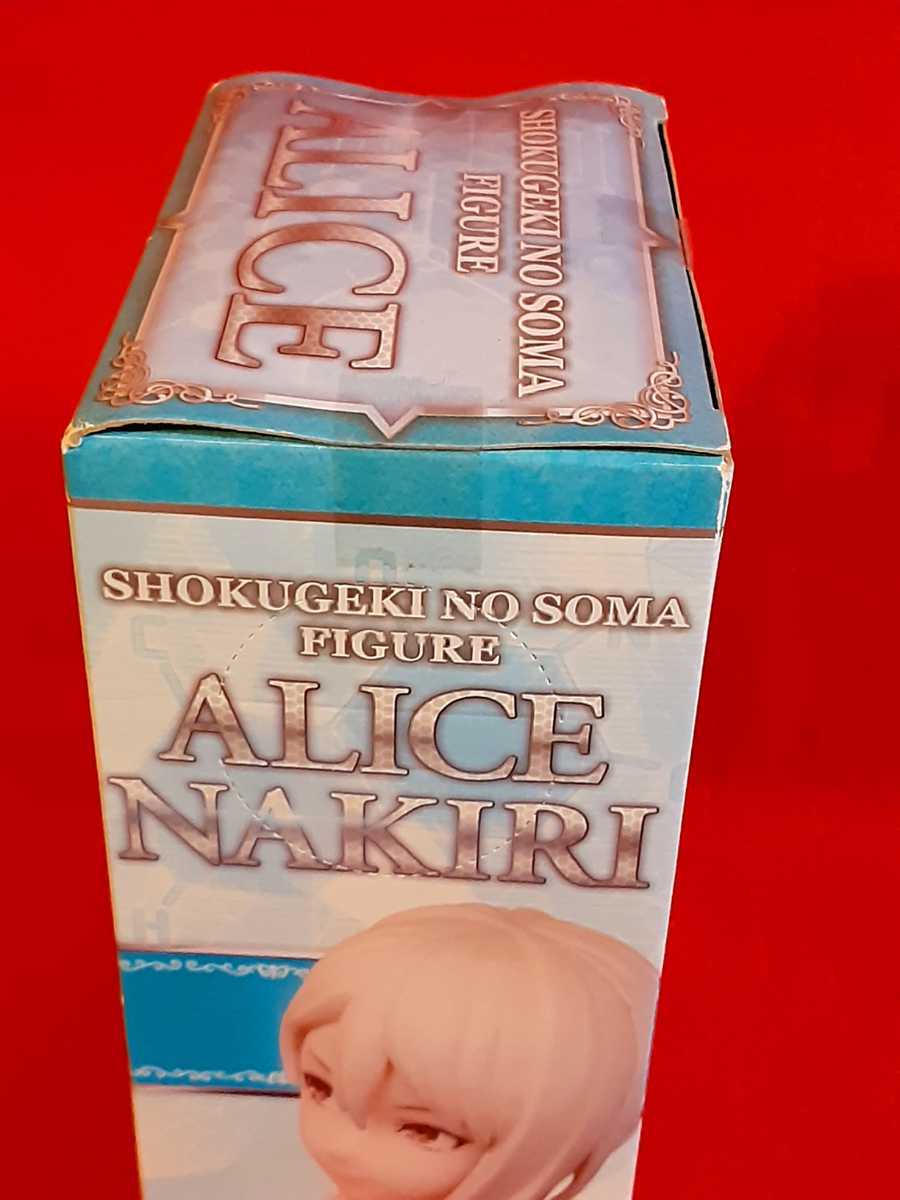 SHOKUGEKI NO SOMA
FIGURE
ALICE
SHOKUGEKI NO SOMA
FIGURE
ALICE
NAKIRI